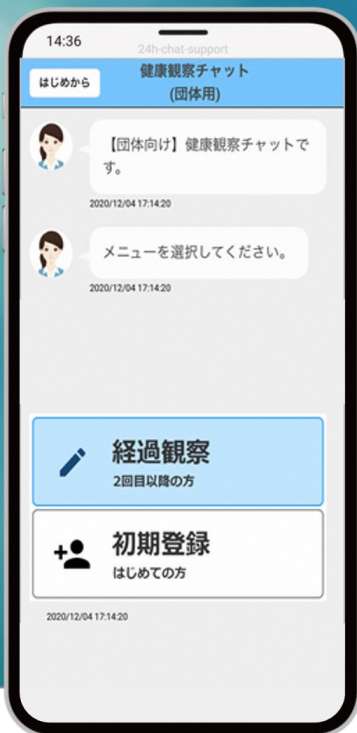 14:36
24h-chat-support
はじめから
健康観察チャット
(団体用)
【団体向け】健康観察チャットで
す。
2020/12/04 17:14:20
メニューを選択してください。
2020/12/04 17:14:20
経過観察
2回目以降の方
初期登録
はじめての方
2020/12/04 17:14:20